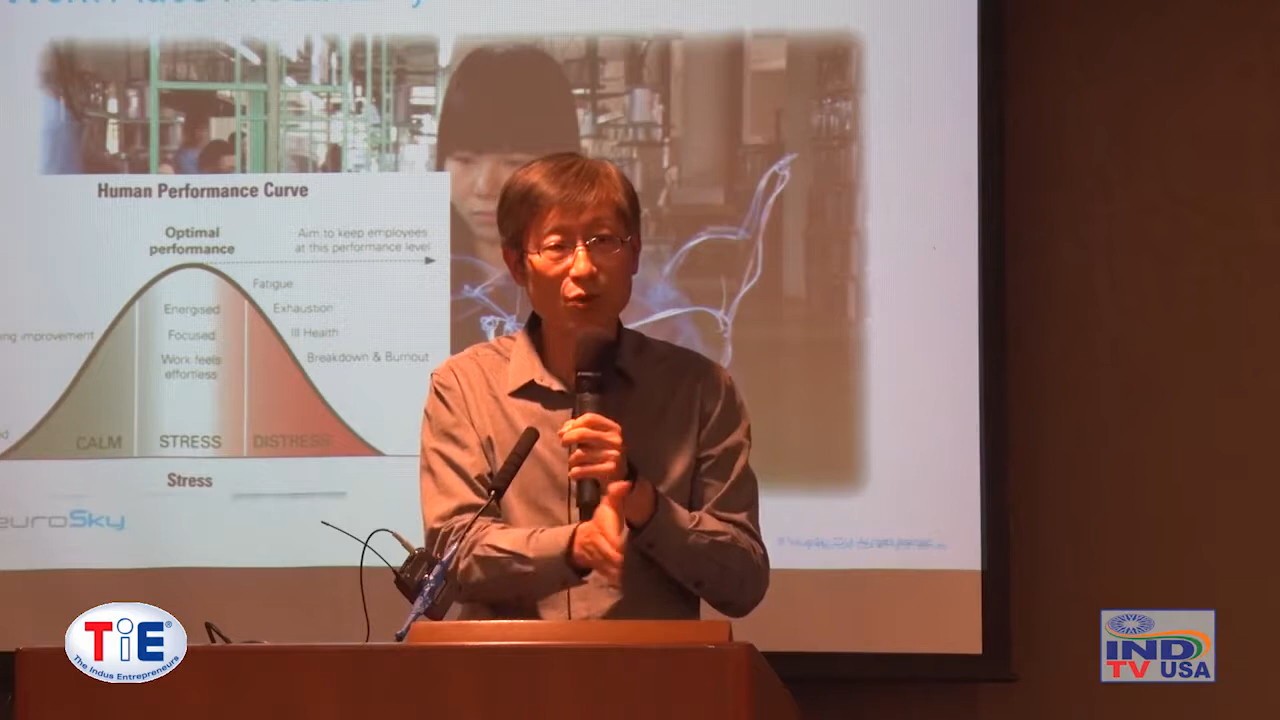 Human Performance Curve
Optimal
performance
Aim to keep employees
at this performance level
Fatigue
Energised
Exhaustion
ing improvement
Focused
Ill Health
Work feels
effortless
Breakdown & Burnout
CALM
STRESS
DISTRESS
Stress
euroSky
TiE®
The Indus Entrepreneurs
IND
TV USA